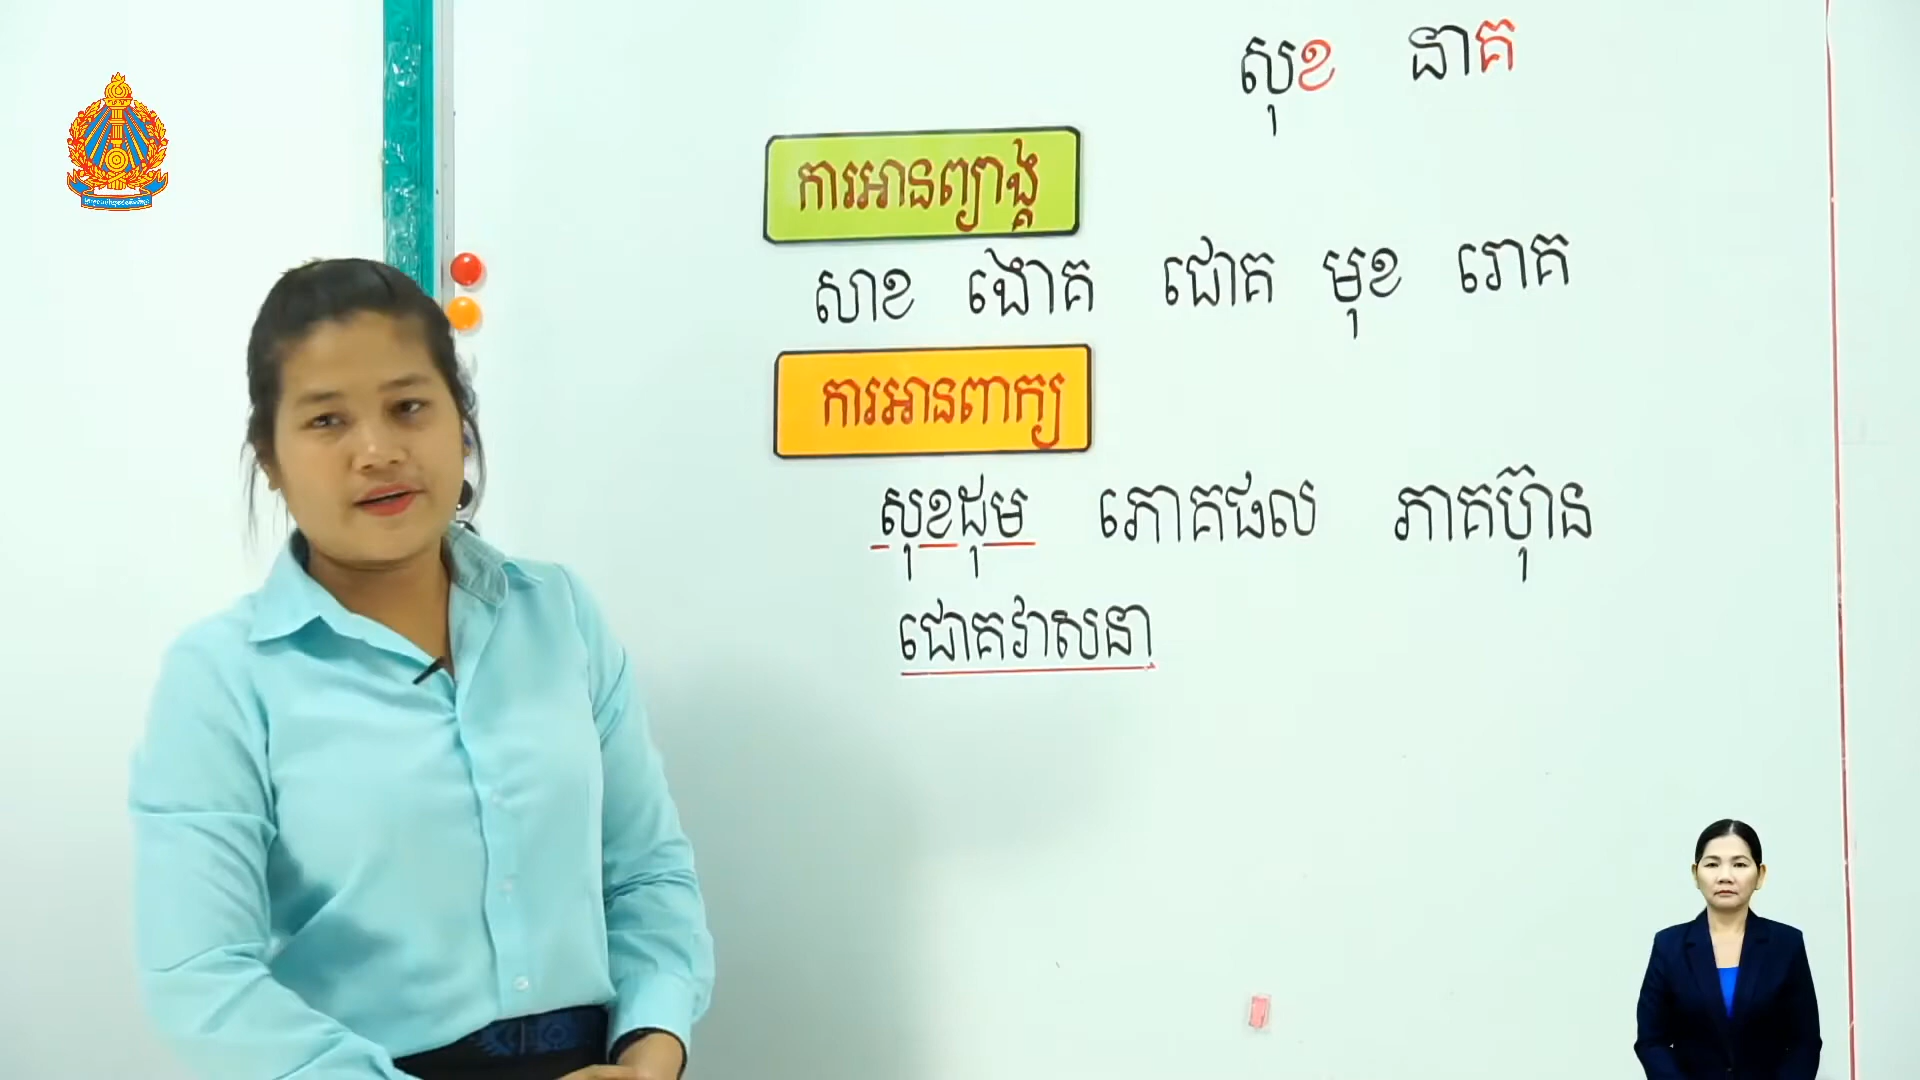 សុខ នាគ
ការអានព្យាង្គ
សាខ ងោគ ជោគ មុខ រោគ
ការអានពាក្យ
សុខដុម ភោគផល ភាគហ៊ុន
ជោគវាសនា